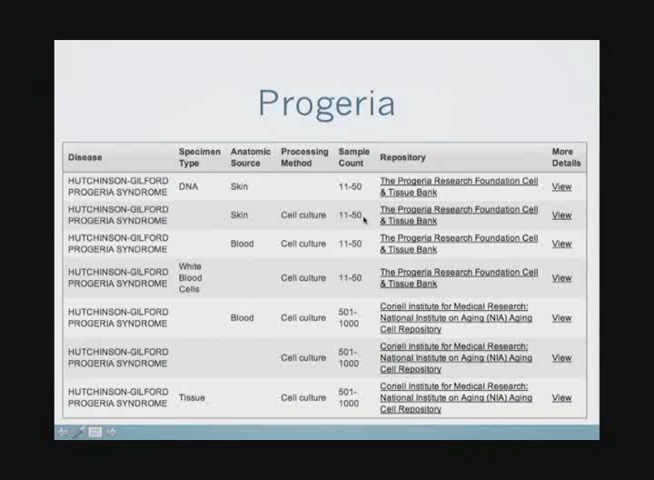 Progeria
Disease Specimen Type Anatomic Source Processing Method Sample Count Repository More Details
HUTCHINSON-GILFORD PROGERIA SYNDROME DNA Skin 11-50 The Progeria Research Foundation Cell & Tissue Bank View
HUTCHINSON-GILFORD PROGERIA SYNDROME Skin Cell culture 11-50 The Progeria Research Foundation Cell & Tissue Bank View
HUTCHINSON-GILFORD PROGERIA SYNDROME Blood Cell culture 11-50 The Progeria Research Foundation Cell & Tissue Bank View
HUTCHINSON-GILFORD PROGERIA SYNDROME White Blood Cells Cell culture 11-50 The Progeria Research Foundation Cell & Tissue Bank View
HUTCHINSON-GILFORD PROGERIA SYNDROME Blood Cell culture 501-1000 Coriell Institute for Medical Research: National Institute on Aging (NIA) Aging Cell Repository View
HUTCHINSON-GILFORD PROGERIA SYNDROME Cell culture 501-1000 Coriell Institute for Medical Research: National Institute on Aging (NIA) Aging Cell Repository View
HUTCHINSON-GILFORD PROGERIA SYNDROME Tissue Cell culture 501-1000 Coriell Institute for Medical Research: National Institute on Aging (NIA) Aging Cell Repository View